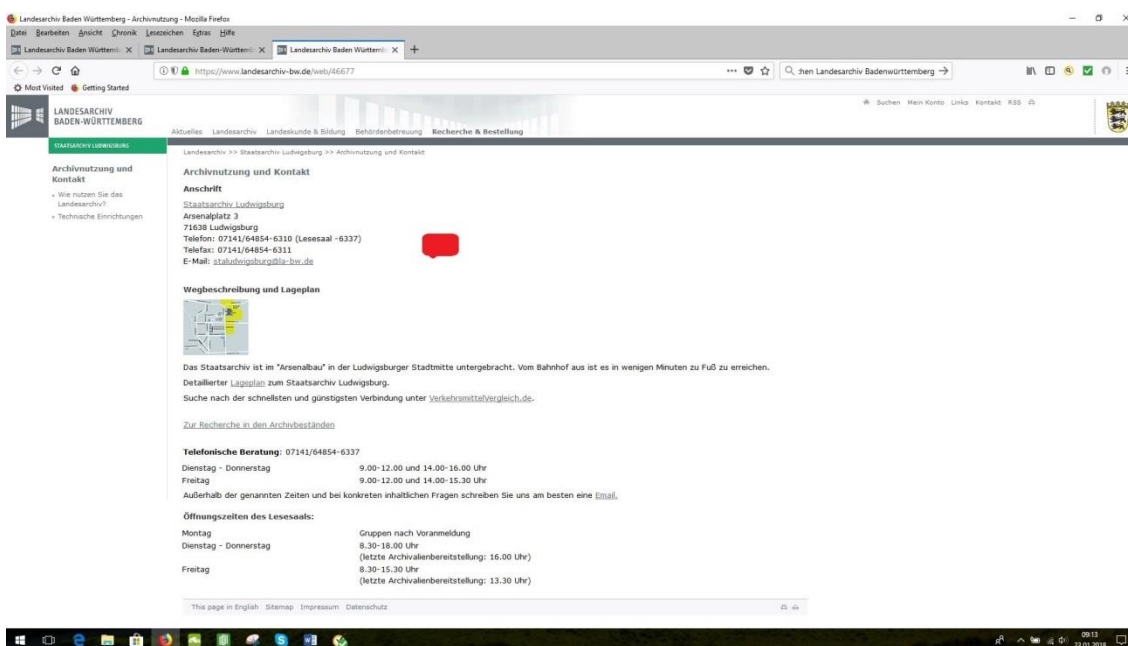 Landesarchiv Baden Württemberg - Archivnutzung - Mozilla Firefox
Datei Bearbeiten Ansicht Chronik Lesezeichen Extras Hilfe
Landesarchiv Baden Württem Landesarchiv Baden-Württem Landesarchiv Baden Württem
https://www.landesarchiv-bw.de/web/46677 hen Landesarchiv Badenwürttemberg
Most Visited Getting Started
Suchen Mein Konto Links Kontakt RSS
LANDESARCHIV
BADEN-WÜRTTEMBERG
Aktuelles Landesarchiv Landeskunde & Bildung Behördenbetreuung Recherche & Bestellung
STAATSARCHIV LUDWIGSBURG
Landesarchiv >> Staatsarchiv Ludwigsburg >> Archivnutzung und Kontakt
Archivnutzung und
Kontakt
Wie nutzen Sie das
Landesarchiv?
Technische Einrichtungen
Archivnutzung und Kontakt
Anschrift
Staatsarchiv Ludwigsburg
Arsenalplatz 3
71638 Ludwigsburg
Telefon: 07141/64854-6310 (Lesesaal -6337)
Telefax: 07141/64854-6311
E-Mail: staludwigsburg@la-bw.de
Wegbeschreibung und Lageplan
Das Staatsarchiv ist im "Arsenalbau" in der Ludwigsburger Stadtmitte untergebracht. Vom Bahnhof aus ist es in wenigen Minuten zu Fuß zu erreichen.
Detaillierter Lageplan zum Staatsarchiv Ludwigsburg.
Suche nach der schnellsten und günstigsten Verbindung unter VerkehrsmittelVergleich.de.
Zur Recherche in den Archivbeständen
Telefonische Beratung: 07141/64854-6337
Dienstag - Donnerstag 9.00-12.00 und 14.00-16.00 Uhr
Freitag 9.00-12.00 und 14.00-15.30 Uhr
Außerhalb der genannten Zeiten und bei konkreten inhaltlichen Fragen schreiben Sie uns am besten eine Email.
Öffnungszeiten des Lesesaals:
Montag Gruppen nach Voranmeldung
Dienstag - Donnerstag 8.30-18.00 Uhr
(letzte Archivalienbereitstellung: 16.00 Uhr)
Freitag 8.30-15.30 Uhr
(letzte Archivalienbereitstellung: 13.30 Uhr)
This page in English Sitemap Impressum Datenschutz
09:13
23.01.2018